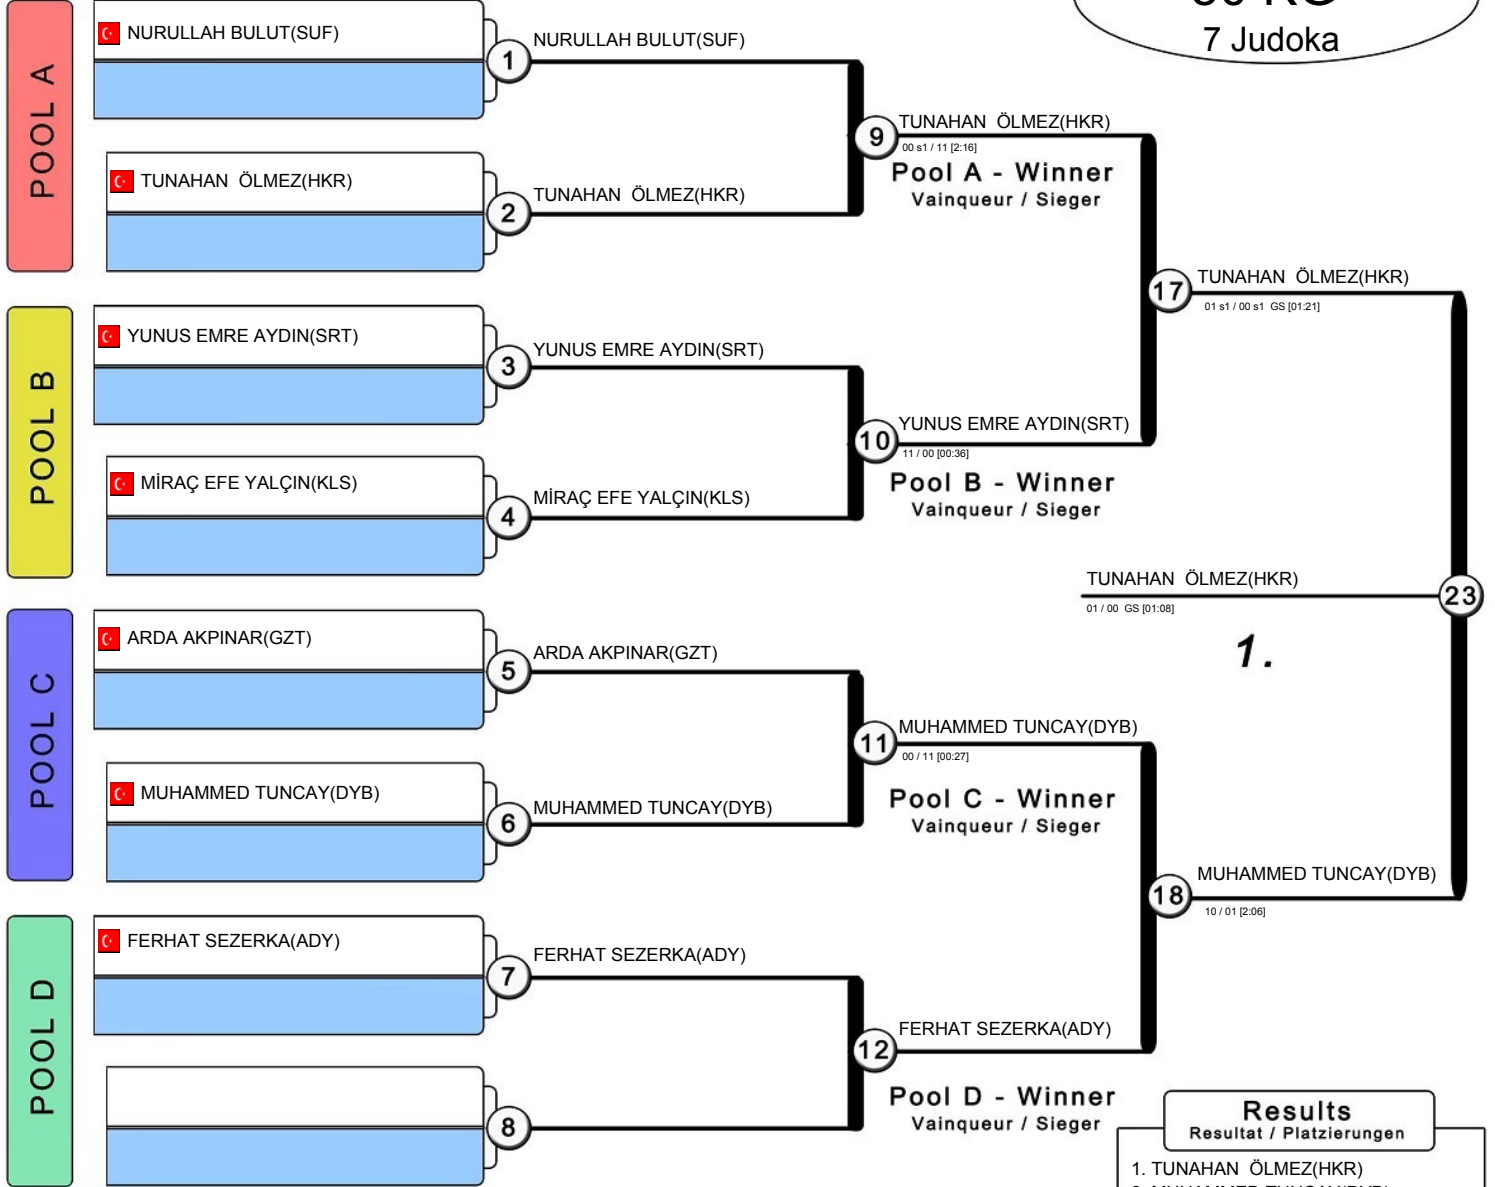 7 Judoka
POOL A
NURULLAH BULUT(SUF)
1
NURULLAH BULUT(SUF)
TUNAHAN ÖLMEZ(HKR)
2
TUNAHAN ÖLMEZ(HKR)
9
TUNAHAN ÖLMEZ(HKR)
00 s1 / 11 [2:16]
Pool A - Winner
Vainqueur / Sieger
POOL B
YUNUS EMRE AYDIN(SRT)
3
YUNUS EMRE AYDIN(SRT)
MİRAÇ EFE YALÇIN(KLS)
4
MİRAÇ EFE YALÇIN(KLS)
10
YUNUS EMRE AYDIN(SRT)
11 / 00 [00:36]
Pool B - Winner
Vainqueur / Sieger
17
TUNAHAN ÖLMEZ(HKR)
01 s1 / 00 s1 GS [01:21]
TUNAHAN ÖLMEZ(HKR)
01 / 00 GS [01:08]
23
1.
POOL C
ARDA AKPINAR(GZT)
5
ARDA AKPINAR(GZT)
MUHAMMED TUNCAY(DYB)
6
MUHAMMED TUNCAY(DYB)
11
MUHAMMED TUNCAY(DYB)
00 / 11 [00:27]
Pool C - Winner
Vainqueur / Sieger
18
MUHAMMED TUNCAY(DYB)
10 / 01 [2:06]
POOL D
FERHAT SEZERKA(ADY)
7
FERHAT SEZERKA(ADY)
8
12
FERHAT SEZERKA(ADY)
Pool D - Winner
Vainqueur / Sieger
Results
Resultat / Platzierungen
1. TUNAHAN ÖLMEZ(HKR)